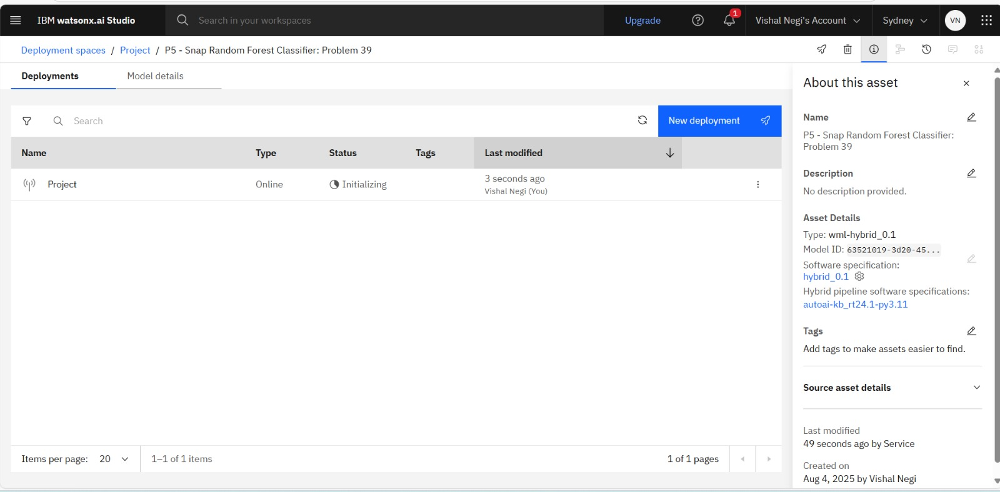 IBM watsonx.ai Studio
Search in your workspaces
Upgrade
1
Vishal Negi's Account
Sydney
VN
Deployment spaces / Project / P5 - Snap Random Forest Classifier: Problem 39
Deployments
Model details
Search
New deployment
Name Type Status Tags Last modified
Project Online Initializing 3 seconds ago
Vishal Negi (You)
Items per page: 20 1–1 of 1 items 1 of 1 pages
About this asset
Name
P5 - Snap Random Forest Classifier:
Problem 39
Description
No description provided.
Asset Details
Type: wml-hybrid_0.1
Model ID: 63521019-3d20-45...
Software specification:
hybrid_0.1
Hybrid pipeline software specifications:
autoai-kb_rt24.1-py3.11
Tags
Add tags to make assets easier to find.
Source asset details
Last modified
49 seconds ago by Service
Created on
Aug 4, 2025 by Vishal Negi